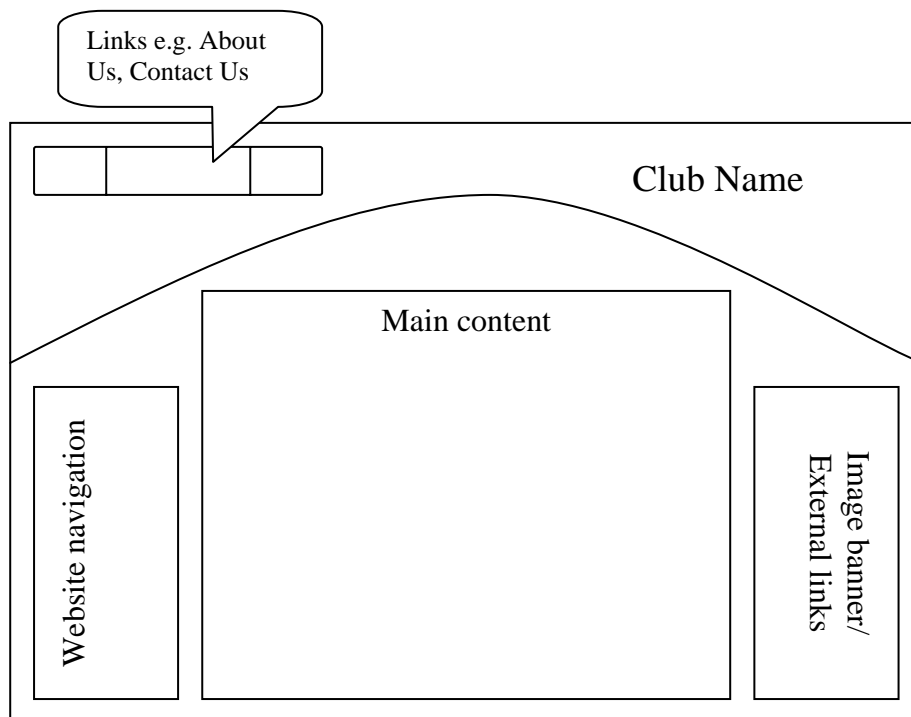 Links e.g. About
Us, Contact Us
Club Name
Main content
Website navigation
Image banner/
External links